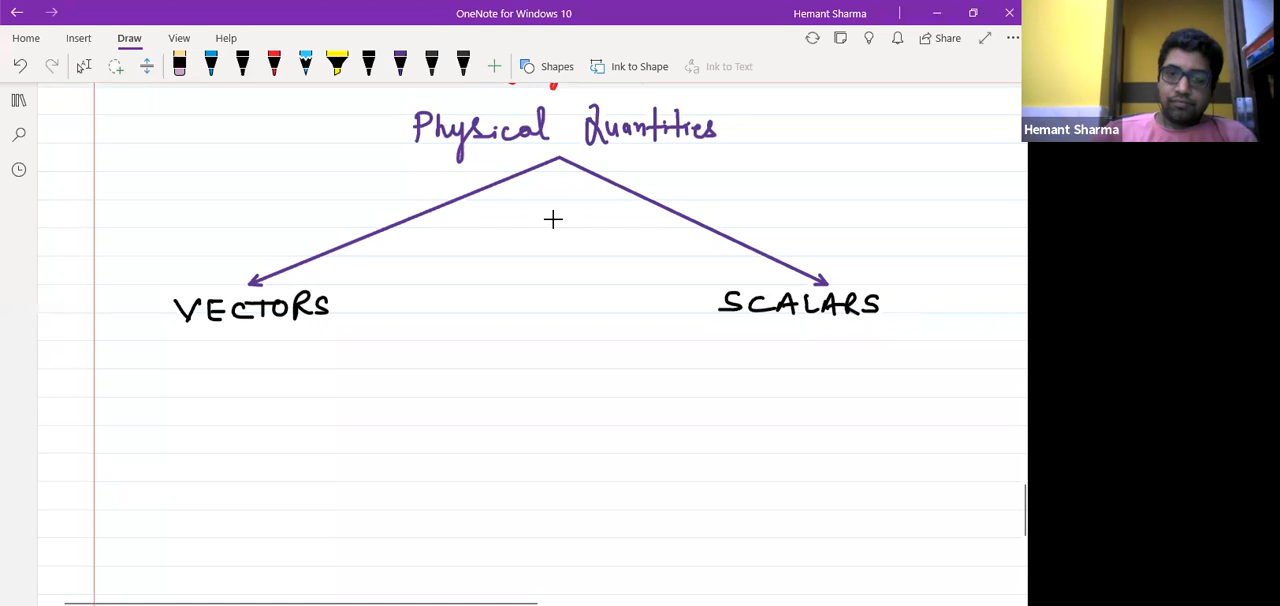 OneNote for Windows 10
Hemant Sharma
Home Insert Draw View Help
Share
Shapes Ink to Shape Ink to Text
Hemant Sharma
Physical Quantities
VECTORS SCALARS